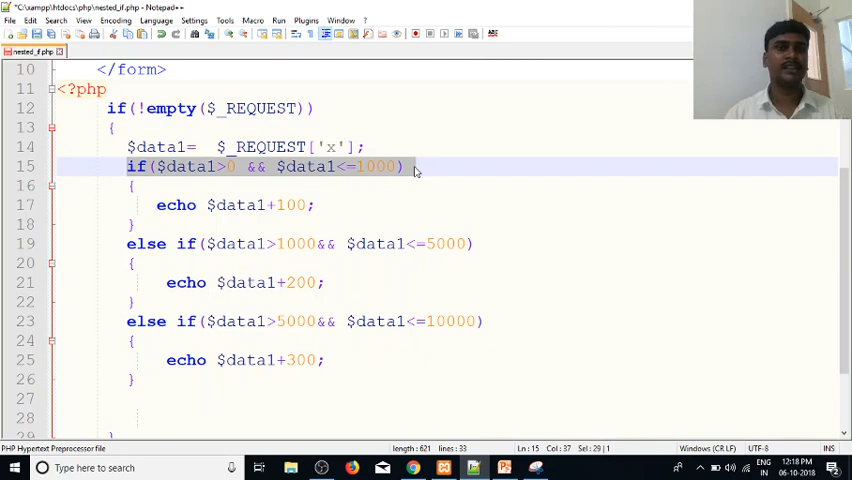 *C:\xampp\htdocs\php\nested_if.php - Notepad++
File Edit Search View Encoding Language Settings Tools Macro Run Plugins Window ?
nested_if.php
10 </form>
11 <?php
12 if(!empty($_REQUEST))
13 {
14 $data1= $_REQUEST['x'];
15 if($data1>0 && $data1<=1000)
16 {
17 echo $data1+100;
18 }
19 else if($data1>1000&& $data1<=5000)
20 {
21 echo $data1+200;
22 }
23 else if($data1>5000&& $data1<=10000)
24 {
25 echo $data1+300;
26 }
27
28
29 }
PHP Hypertext Preprocessor file length : 621 lines : 33 Ln : 15 Col : 37 Sel : 29 | 1 Windows (CR LF) UTF-8 INS
Type here to search ENG IN 12:18 PM 06-10-2018